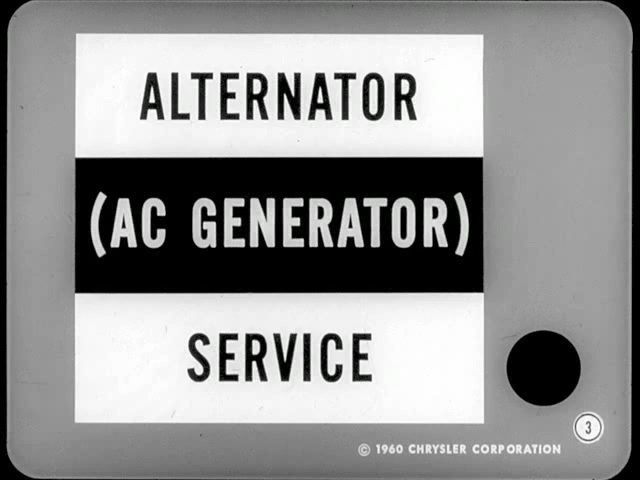 ALTERNATOR
(AC GENERATOR)
SERVICE
3
© 1960 CHRYSLER CORPORATION